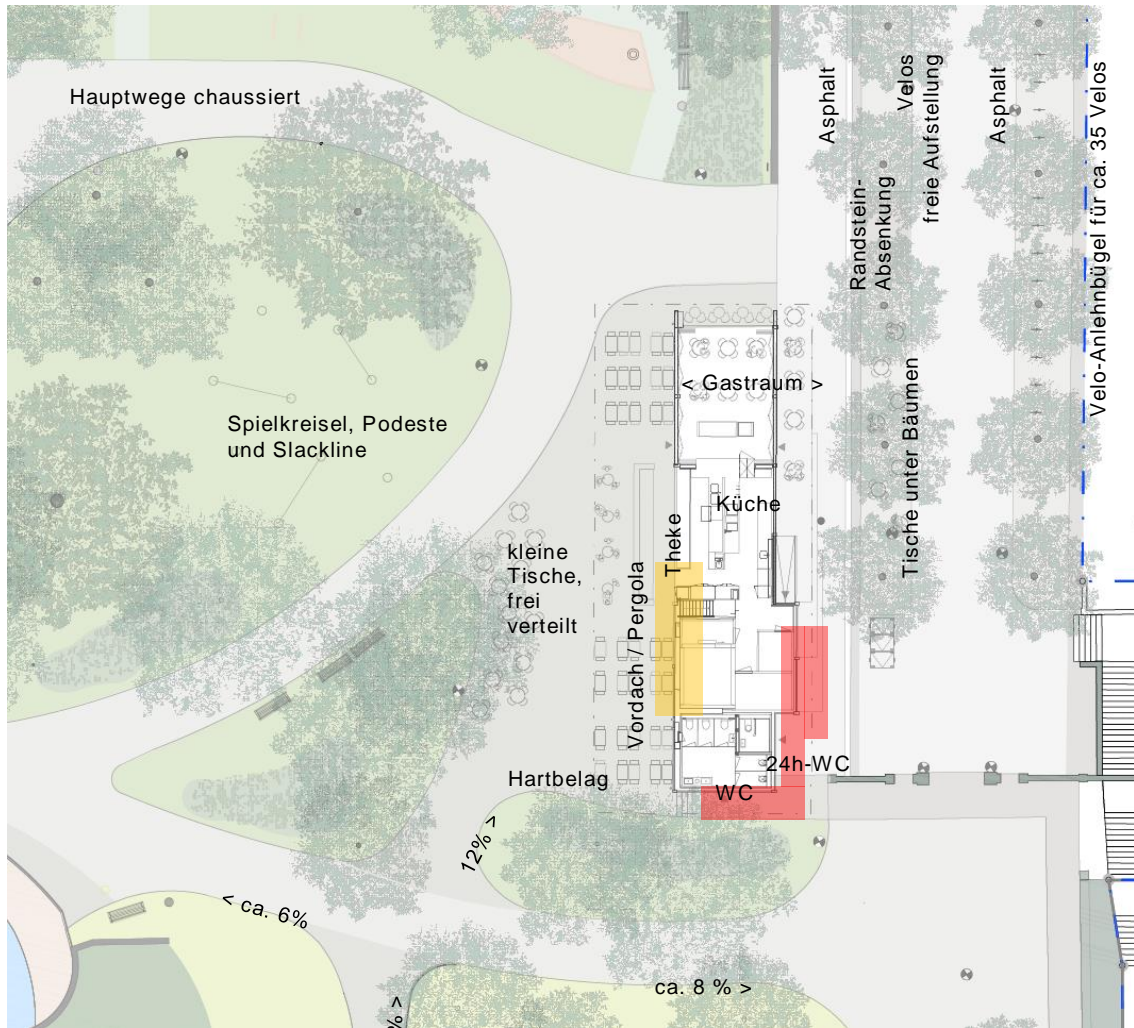 Hauptwege chaussiert
Asphalt
Velos
freie Aufstellung
Asphalt
Velo-Anlehnbügel für ca. 35 Velos
Randstein-
Absenkung
< Gastraum >
Spielkreisel, Podeste
und Slackline
Küche
Theke
Tische unter Bäumen
kleine
Tische,
frei
verteilt
Vordach / Pergola
24h-WC
Hartbelag
WC
12% >
< ca. 6%
ca. 8 % >
% >